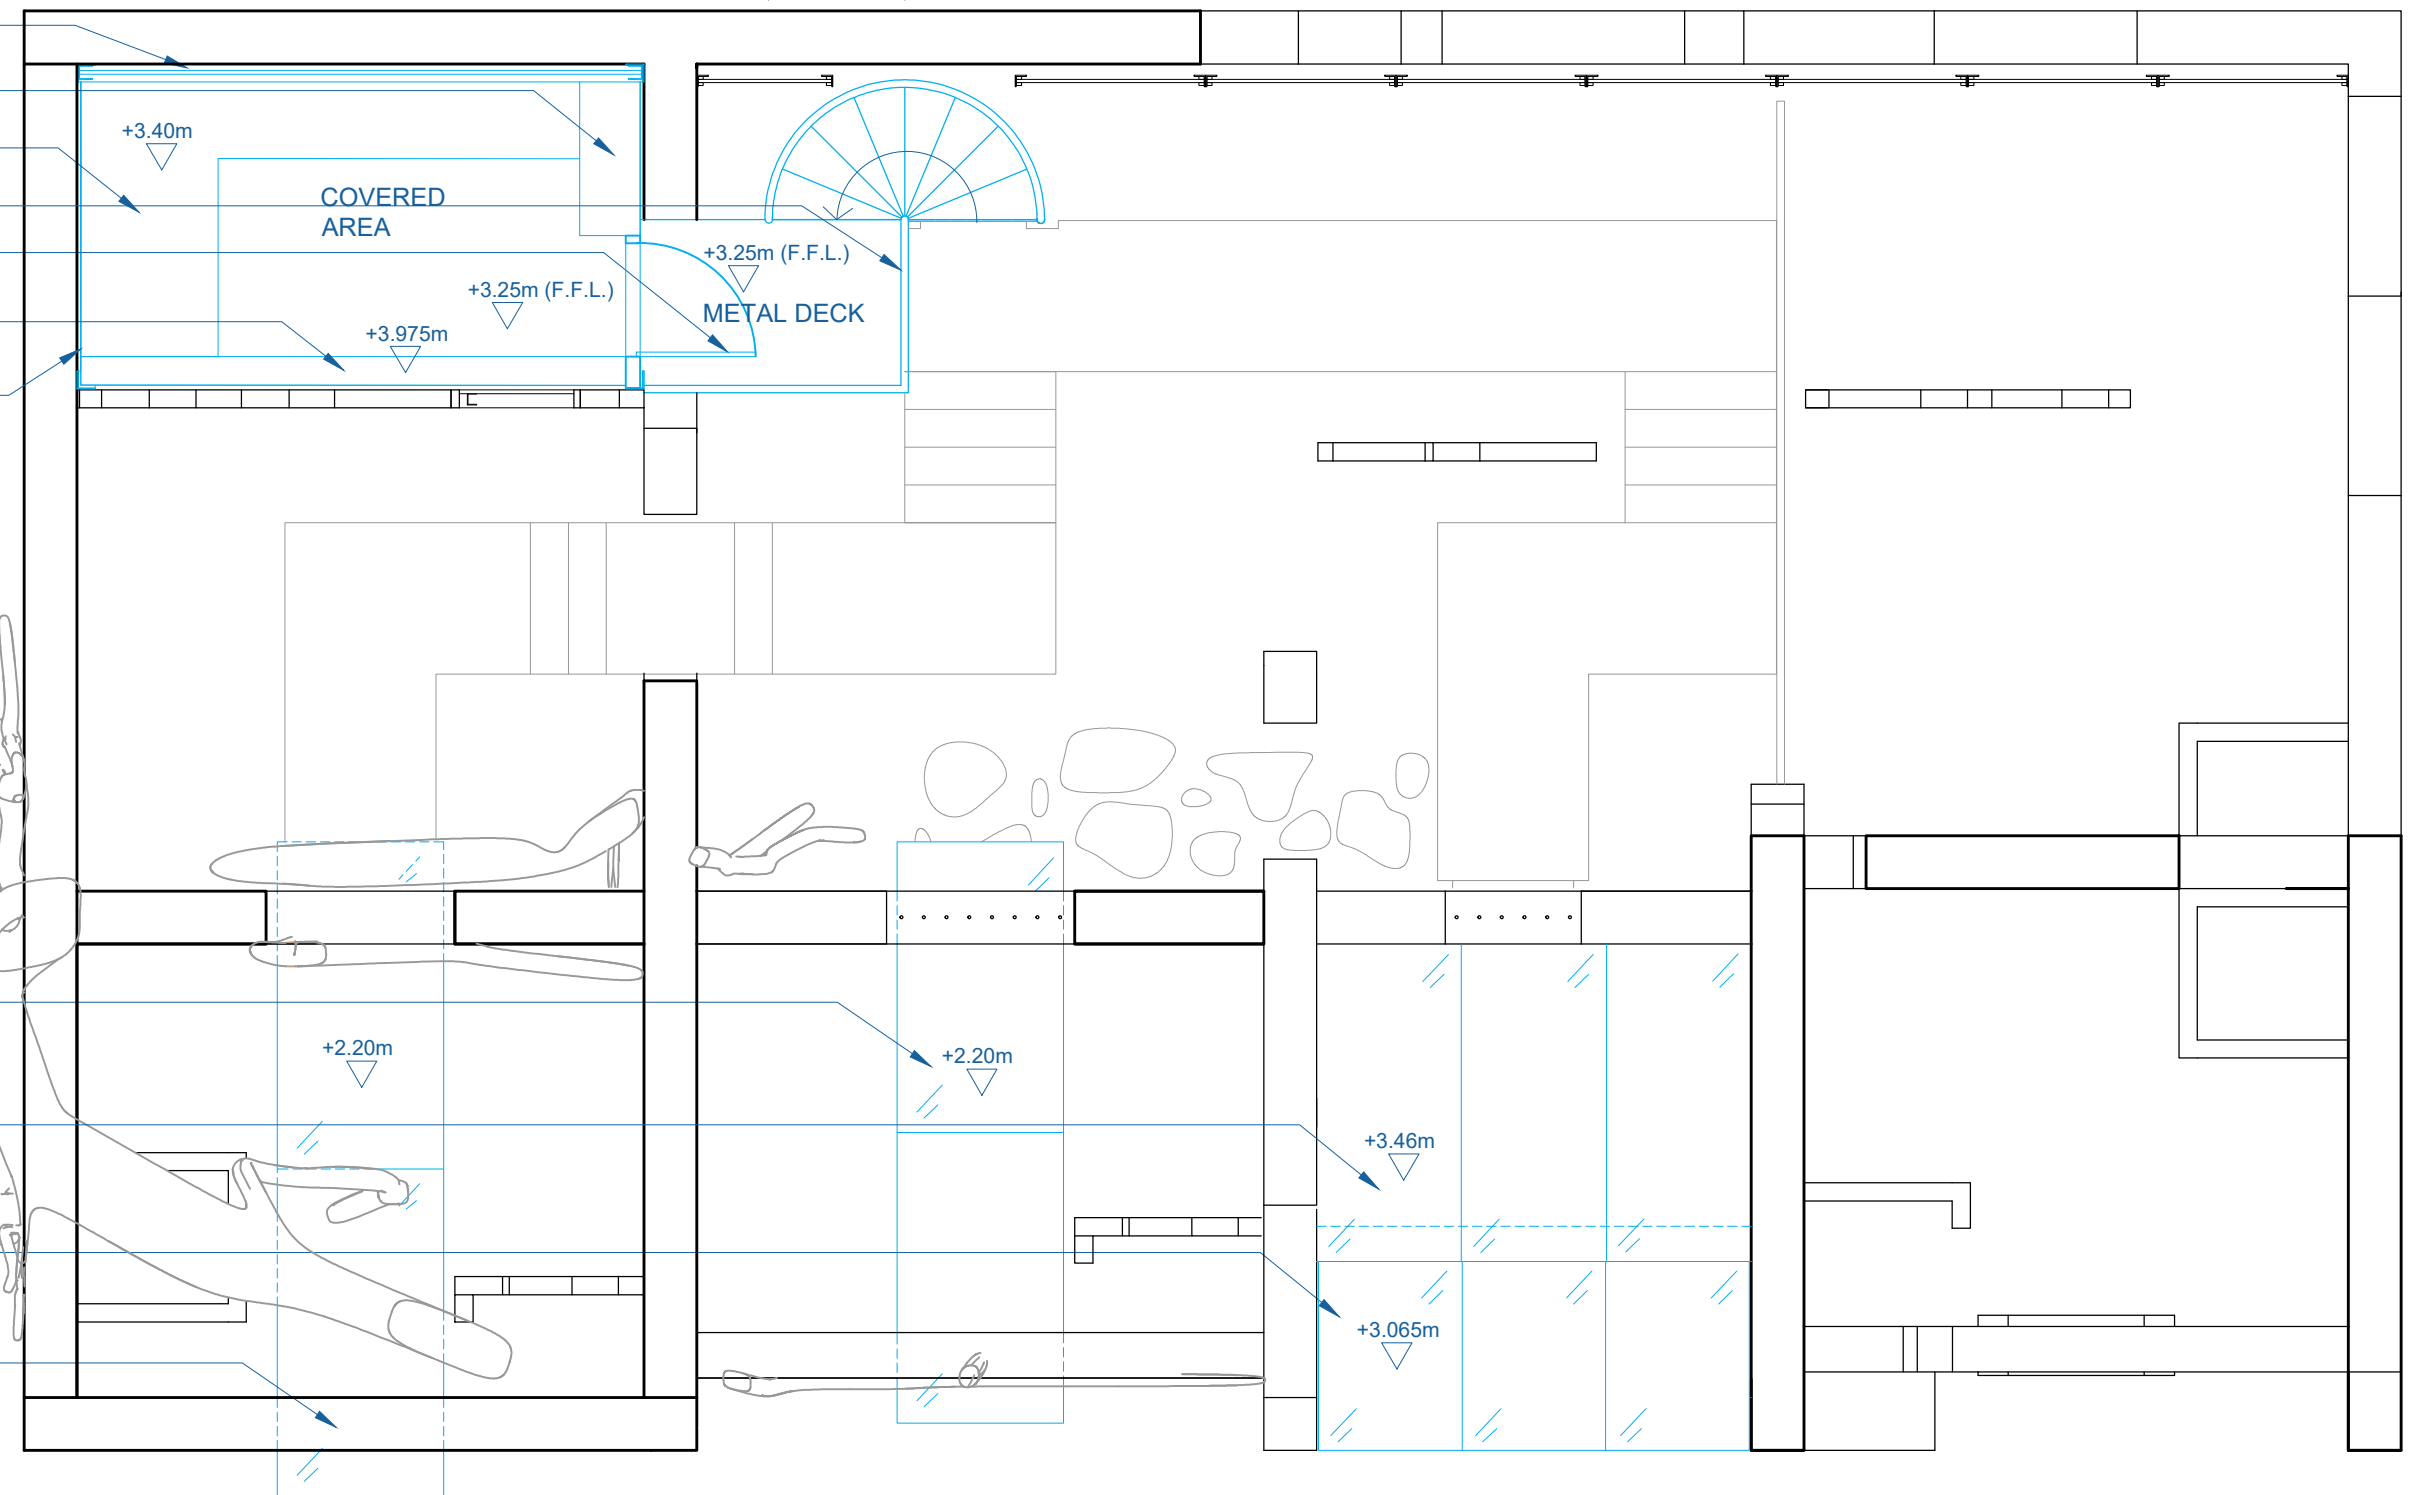 +3.40m
COVERED
AREA
+3.25m (F.F.L.)
+3.25m (F.F.L.)
METAL DECK
+3.975m
+2.20m
+2.20m
+3.46m
+3.065m